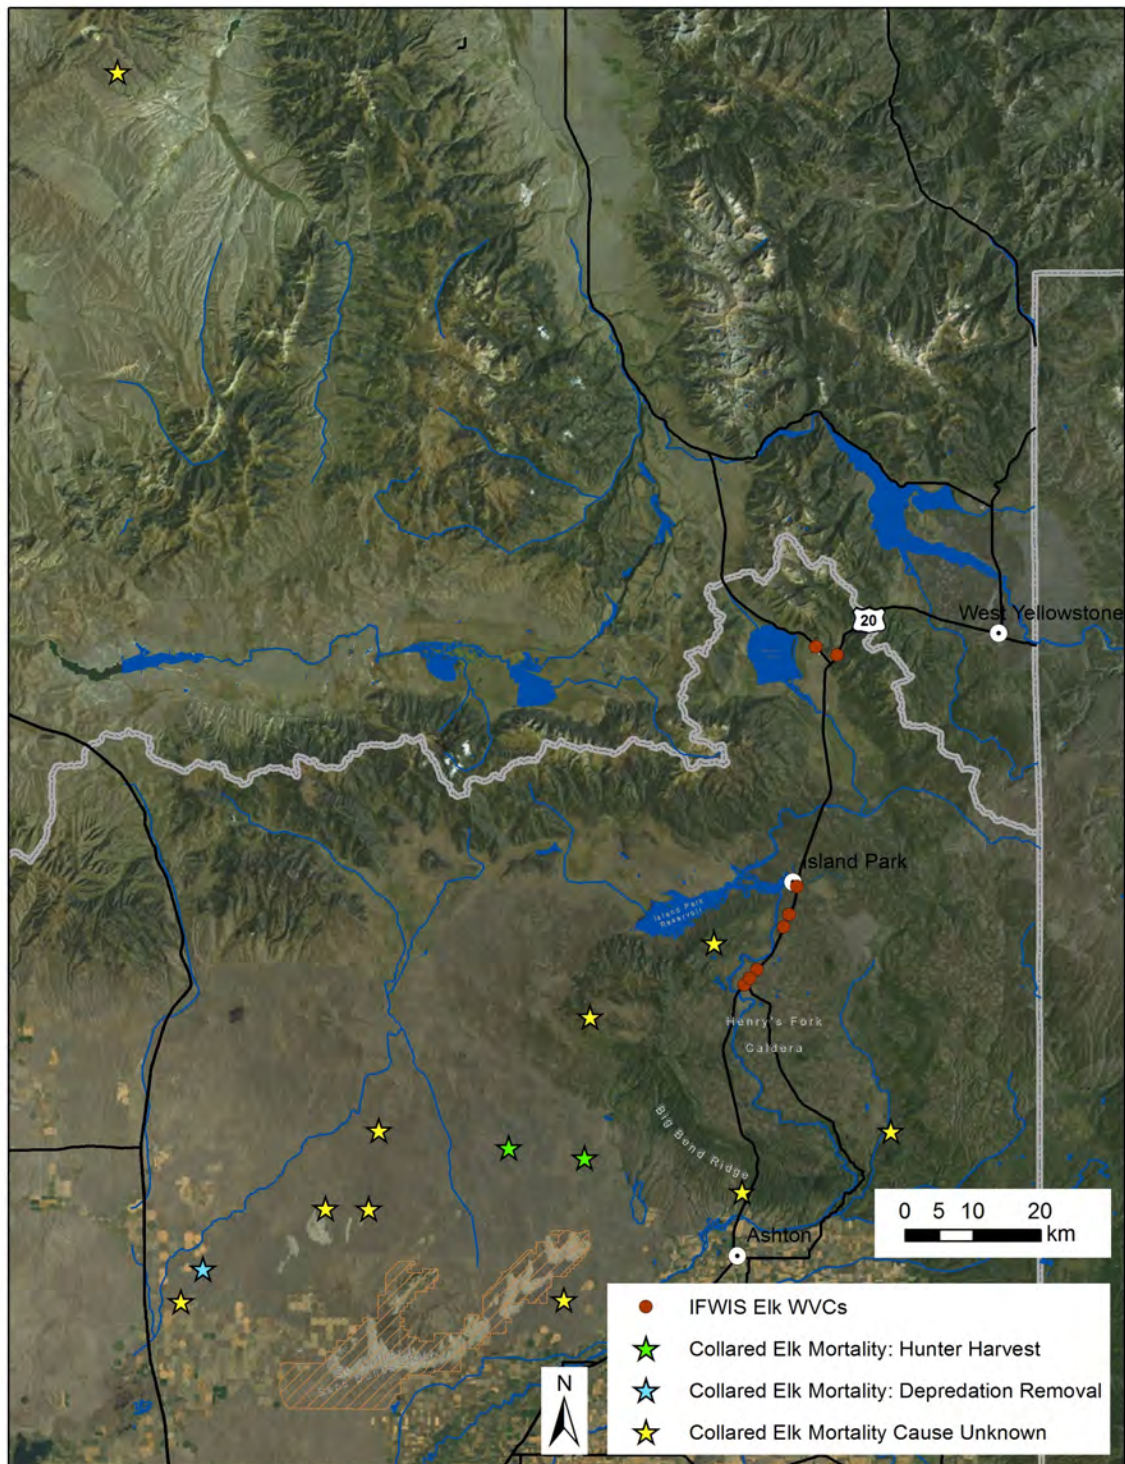 West Yellowstone
20
Island Park
Island Park
Reservoir
Henry's Fork
Caldera
Big Bend Ridge
Ashton
0 5 10 20
km
IFWIS Elk WVCs
Collared Elk Mortality: Hunter Harvest
Collared Elk Mortality: Depredation Removal
Collared Elk Mortality Cause Unknown
N